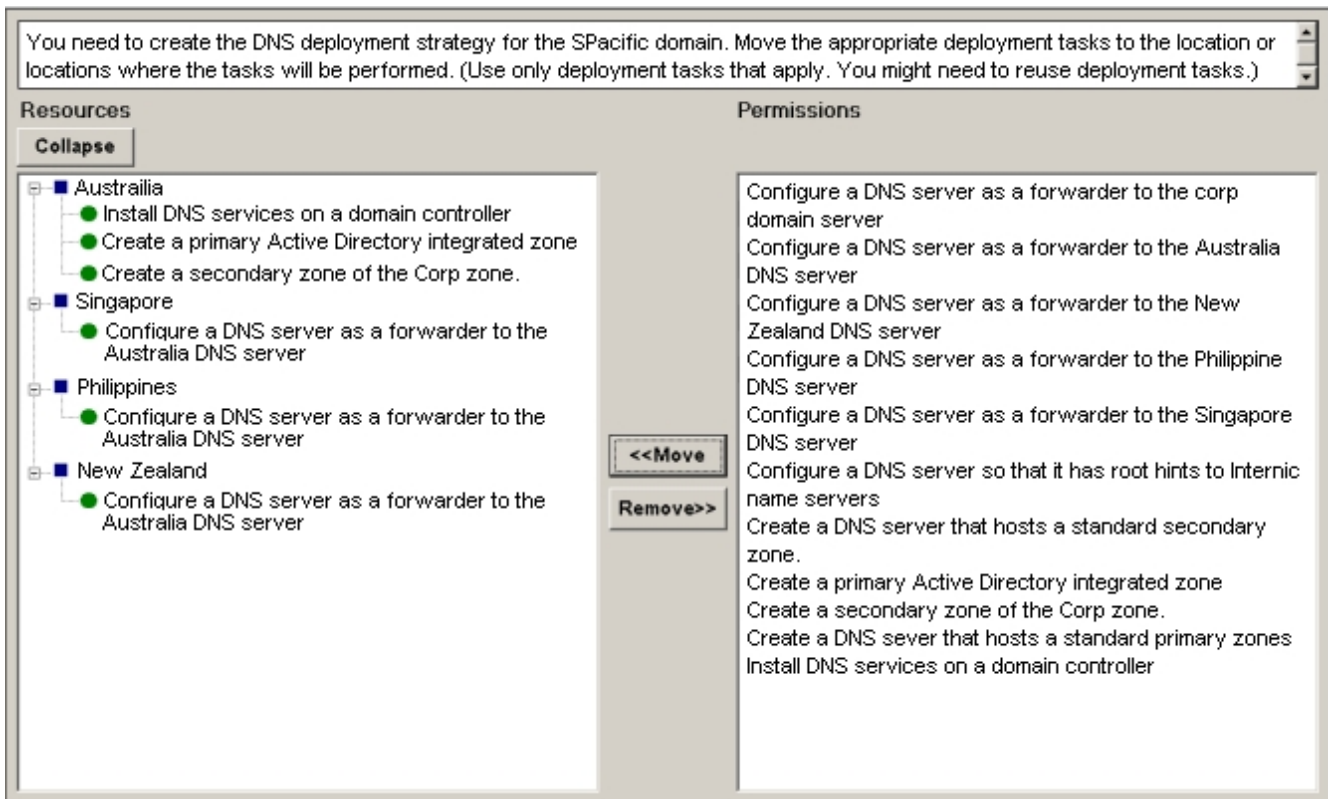 You need to create the DNS deployment strategy for the SPacific domain. Move the appropriate deployment tasks to the location or
locations where the tasks will be performed. (Use only deployment tasks that apply. You might need to reuse deployment tasks.)
Resources
Collapse
Austrailia
Install DNS services on a domain controller
Create a primary Active Directory integrated zone
Create a secondary zone of the Corp zone.
Singapore
Configure a DNS server as a forwarder to the
Australia DNS server
Philippines
Configure a DNS server as a forwarder to the
Australia DNS server
New Zealand
Configure a DNS server as a forwarder to the
Australia DNS server
<<Move
Remove>>
Permissions
Configure a DNS server as a forwarder to the corp
domain server
Configure a DNS server as a forwarder to the Australia
DNS server
Configure a DNS server as a forwarder to the New
Zealand DNS server
Configure a DNS server as a forwarder to the Philippine
DNS server
Configure a DNS server as a forwarder to the Singapore
DNS server
Configure a DNS server so that it has root hints to Internic
name servers
Create a DNS server that hosts a standard secondary
zone.
Create a primary Active Directory integrated zone
Create a secondary zone of the Corp zone.
Create a DNS sever that hosts a standard primary zones
Install DNS services on a domain controller